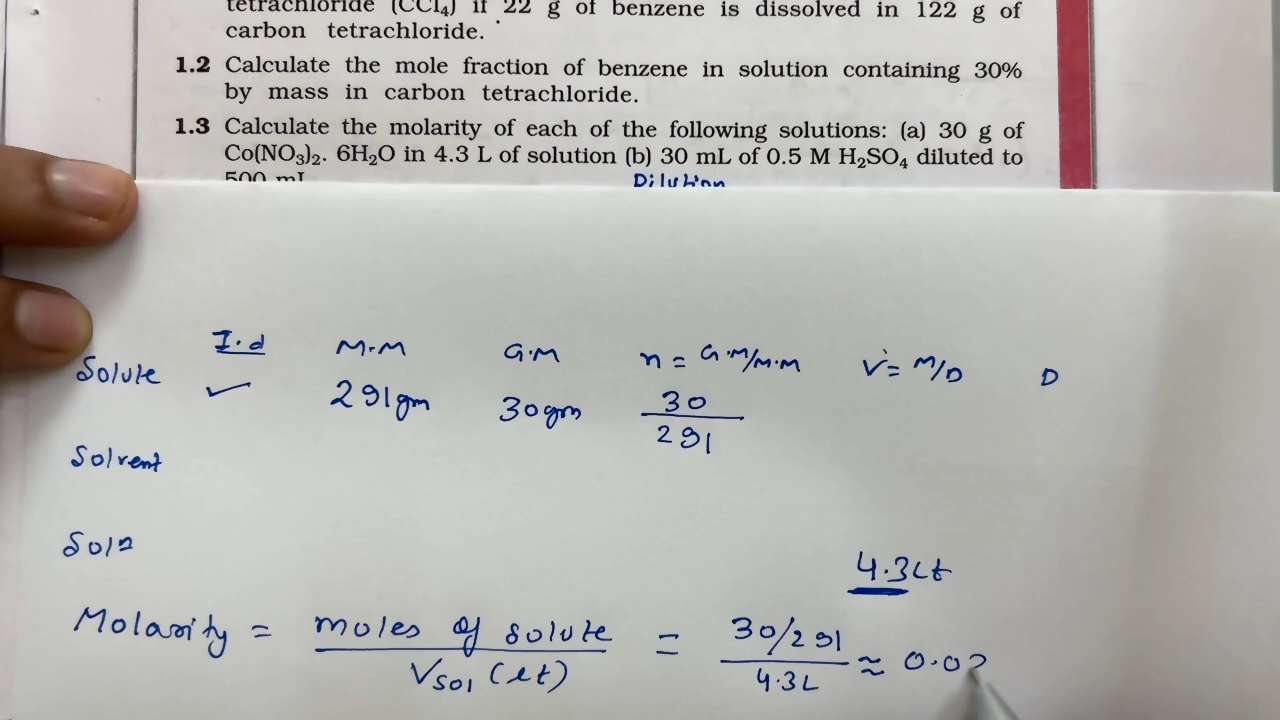 tetrachloride (CCl₄) if 22 g of benzene is dissolved in 122 g of
carbon tetrachloride.
1.2 Calculate the mole fraction of benzene in solution containing 30%
by mass in carbon tetrachloride.
1.3 Calculate the molarity of each of the following solutions: (a) 30 g of
Co(NO₃)₂. 6H₂O in 4.3 L of solution (b) 30 mL of 0.5 M H₂SO₄ diluted to
500 mL
Dilution
I.d M.M G.M n = G.M/M.M V = M/D D
Solute ✓ 291gm 30gm 30/291
Solvent
Soln
4.3Lt
Molarity = moles of solute / Vsol (lt) = 30/291 / 4.3L ≈ 0.02